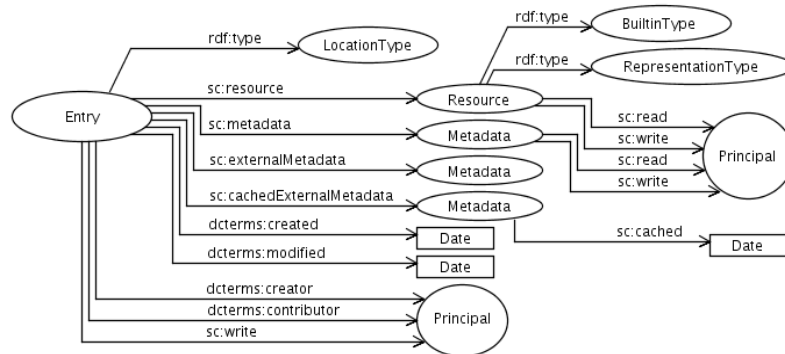 rdf:type
LocationType
rdf:type
BuiltinType
rdf:type
RepresentationType
Entry
sc:resource
Resource
sc:read
sc:metadata
Metadata
sc:write
sc:read
Principal
sc:externalMetadata
Metadata
sc:write
sc:cachedExternalMetadata
Metadata
dcterms:created
Date
sc:cached
Date
dcterms:modified
Date
dcterms:creator
dcterms:contributor
Principal
sc:write